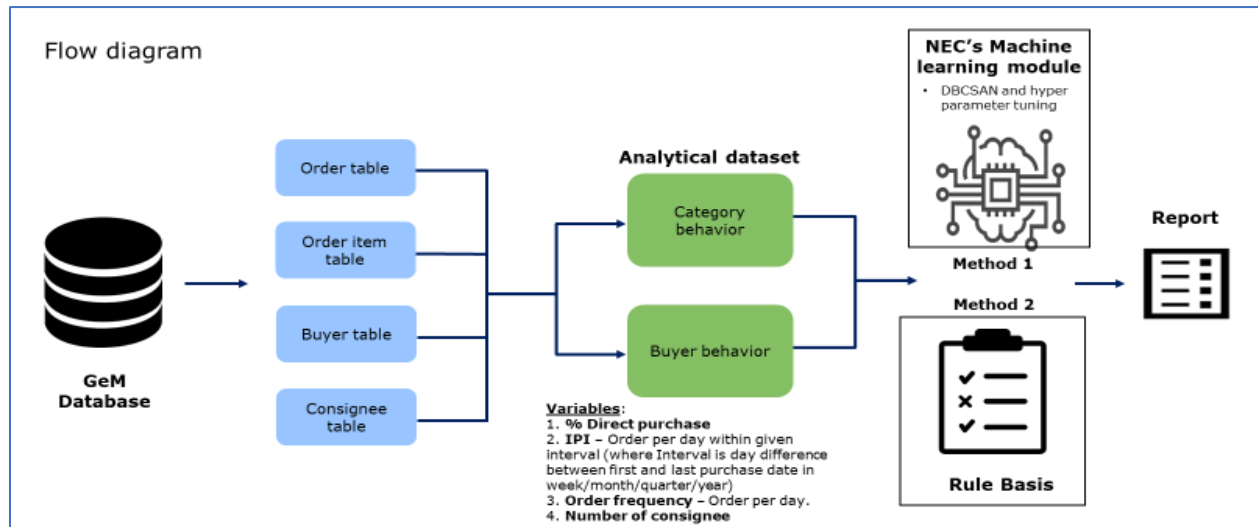 Flow diagram
GeM
Database
Order table
Order item
table
Buyer table
Consignee
table
Analytical dataset
Category
behavior
Buyer behavior
Variables:
1. % Direct purchase
2. IPI – Order per day within given
interval (where Interval is day difference
between first and last purchase date in
week/month/quarter/year)
3. Order frequency – Order per day.
4. Number of consignee
NEC's Machine
learning module
• DBCSAN and hyper
parameter tuning
Method 1
Method 2
Rule Basis
Report